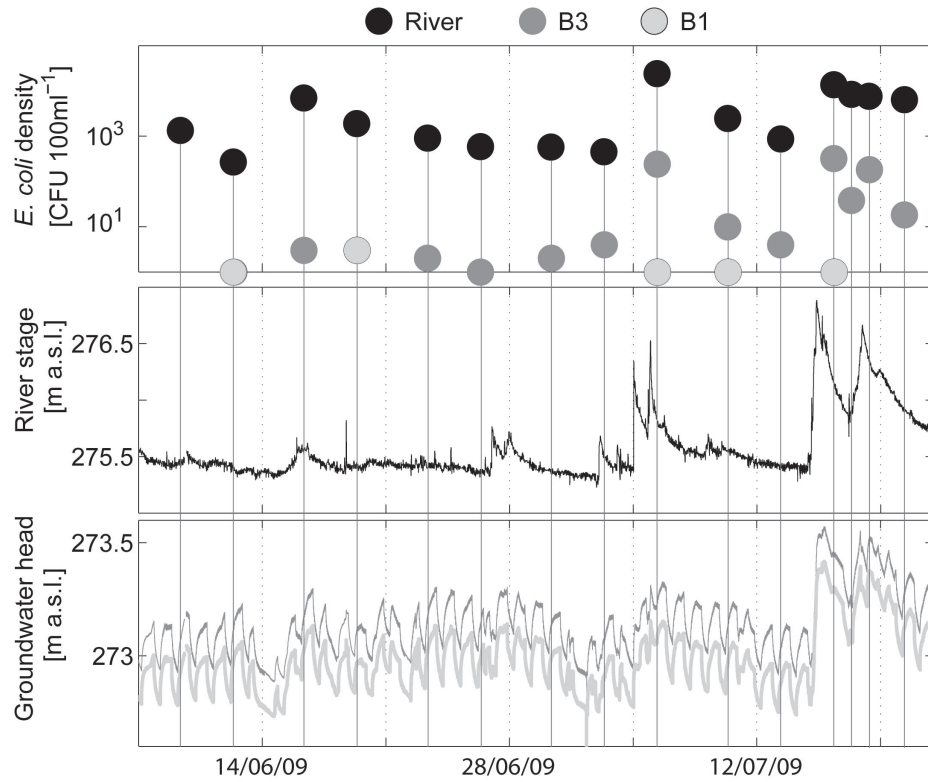 River B3 B1
E. coli density
[CFU 100ml⁻¹]
10³
10¹
River stage
[m a.s.l.]
276.5
275.5
Groundwater head
[m a.s.l.]
273.5
273
14/06/09 28/06/09 12/07/09